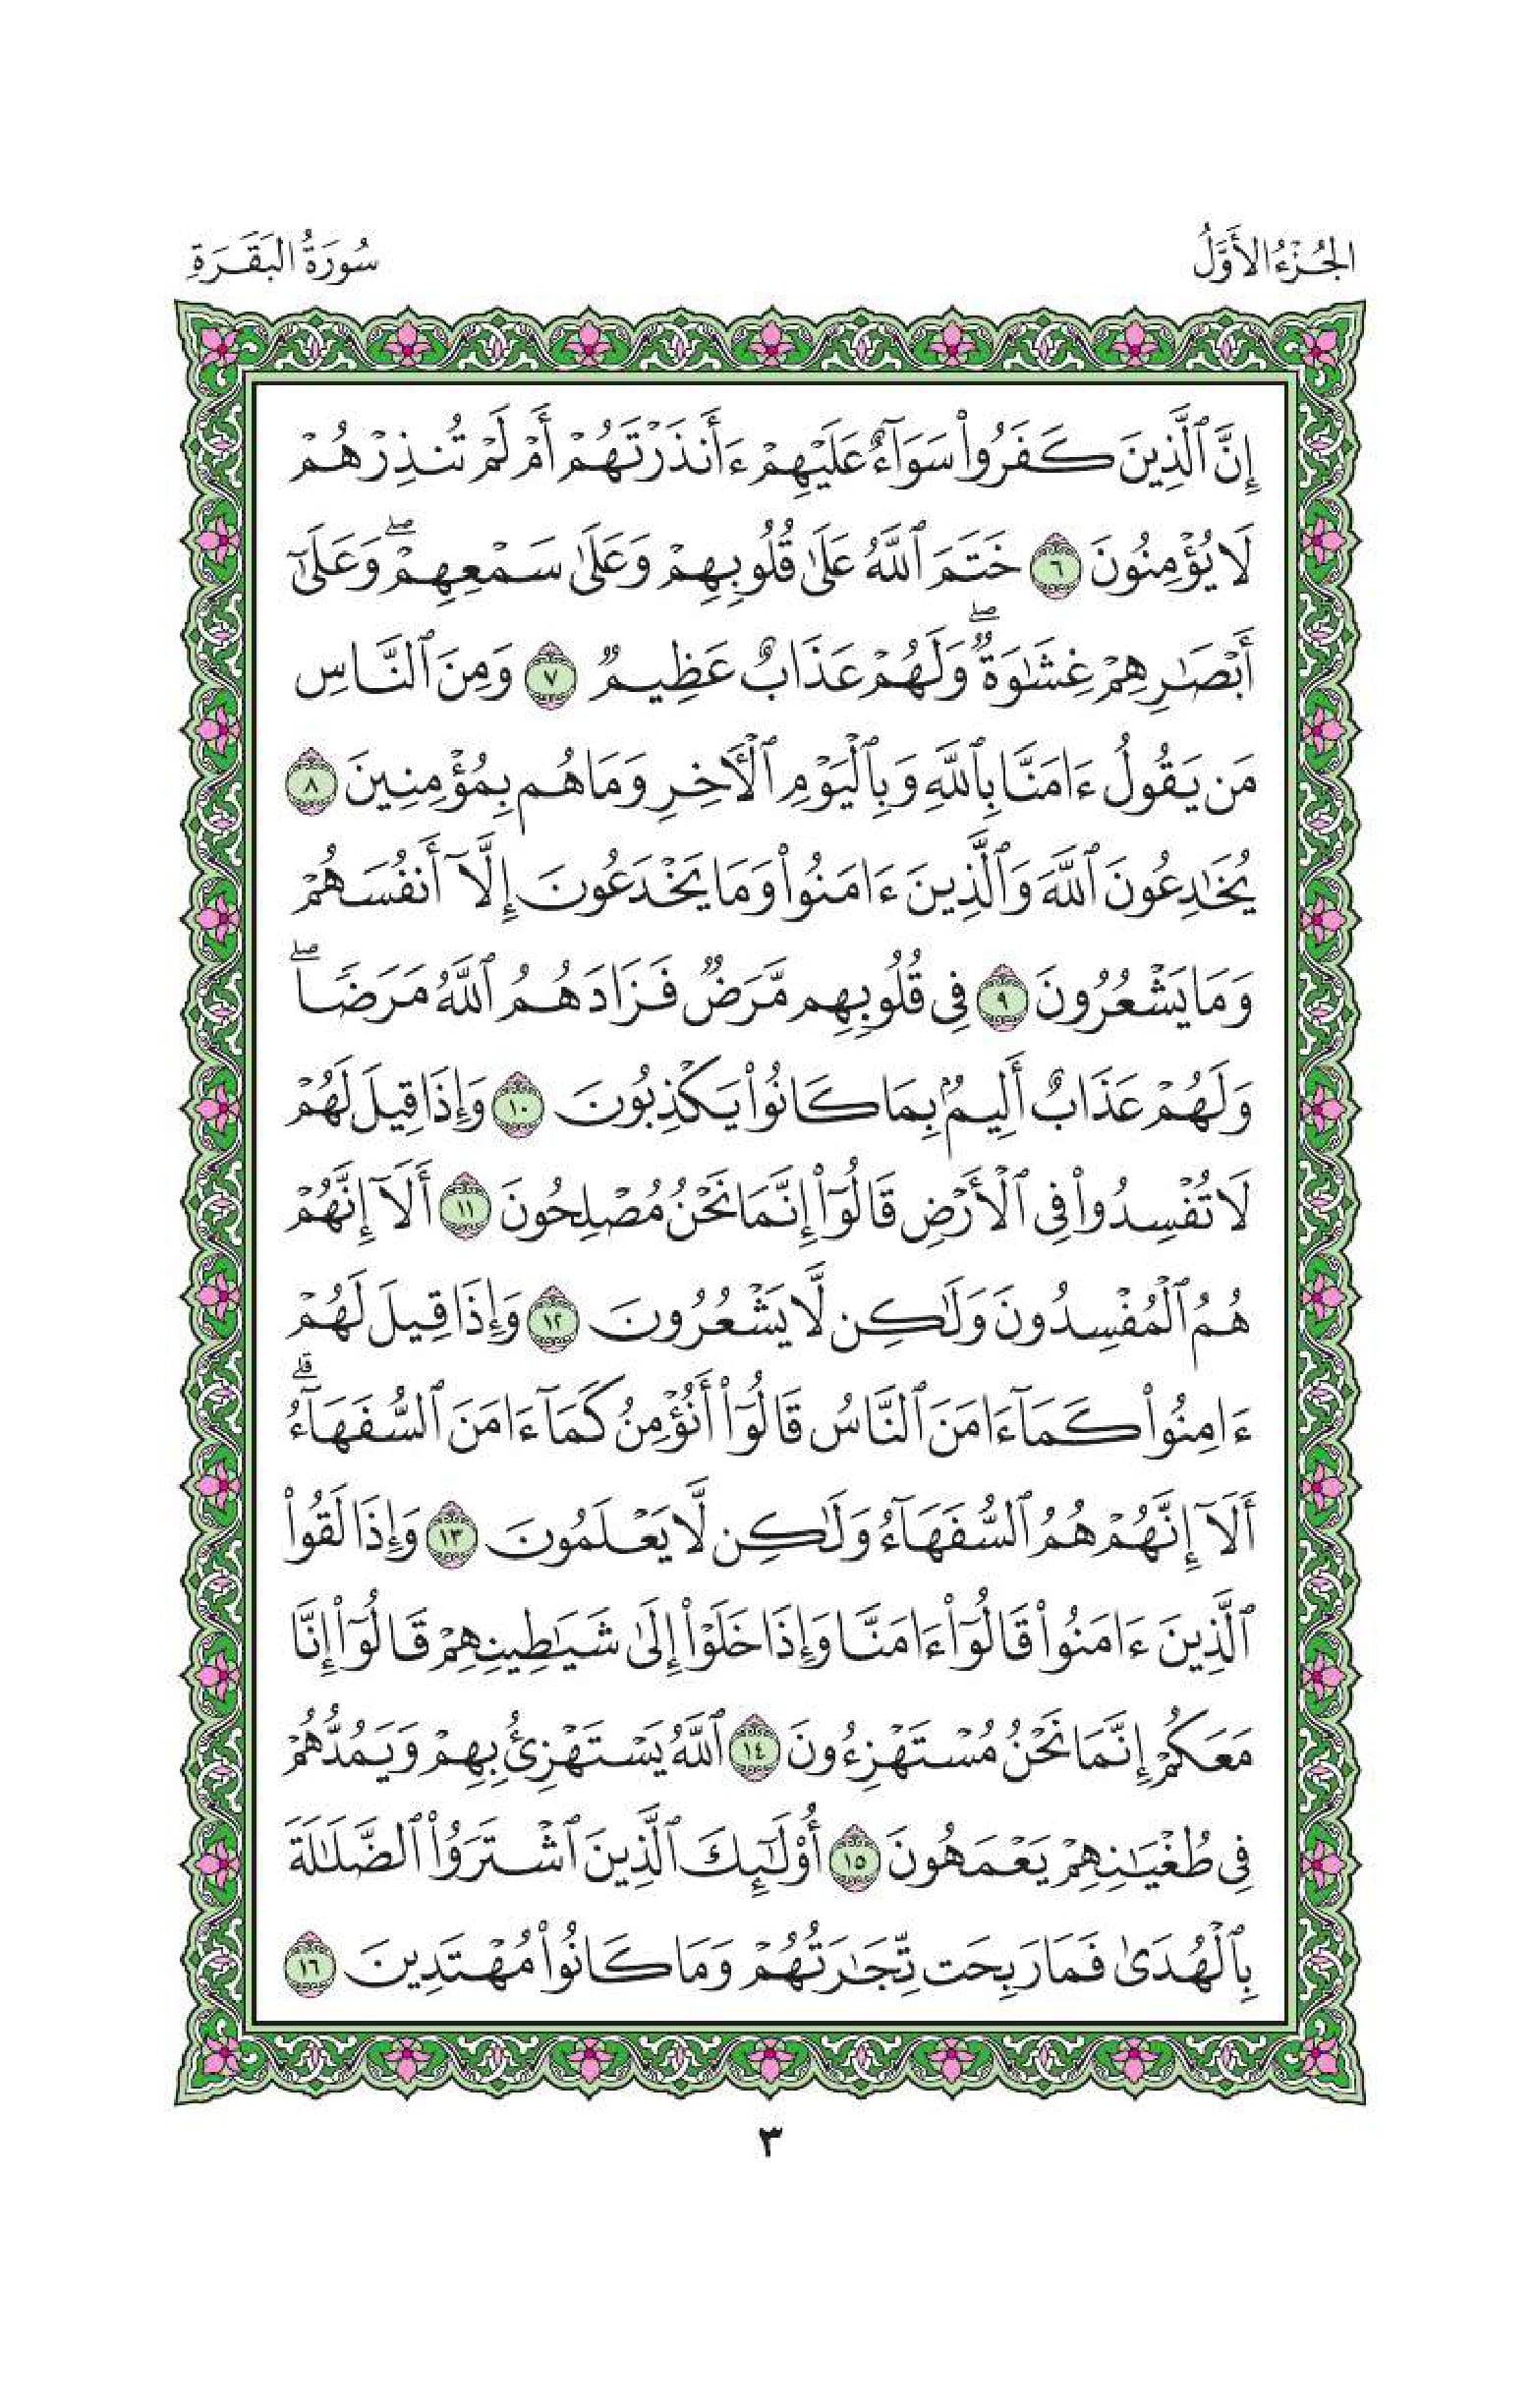 الجُزْءُ الأَوَّلُ
سُورَةُ البَقَرَةِ
إِنَّ ٱلَّذِينَ كَفَرُواْ سَوَآءٌ عَلَيۡهِمۡ ءَأَنذَرۡتَهُمۡ أَمۡ لَمۡ تُنذِرۡهُمۡ
لَا يُؤۡمِنُونَ ٦ خَتَمَ ٱللَّهُ عَلَىٰ قُلُوبِهِمۡ وَعَلَىٰ سَمۡعِهِمۡۖ وَعَلَىٰٓ
أَبۡصَٰرِهِمۡ غِشَٰوَةٞۖ وَلَهُمۡ عَذَابٌ عَظِيمٞ ٧ وَمِنَ ٱلنَّاسِ
مَن يَقُولُ ءَامَنَّا بِٱللَّهِ وَبِٱلۡيَوۡمِ ٱلۡأٓخِرِ وَمَا هُم بِمُؤۡمِنِينَ ٨
يُخَٰدِعُونَ ٱللَّهَ وَٱلَّذِينَ ءَامَنُواْ وَمَا يَخۡدَعُونَ إِلَّآ أَنفُسَهُمۡ
وَمَا يَشۡعُرُونَ ٩ فِي قُلُوبِهِم مَّرَضٞ فَزَادَهُمُ ٱللَّهُ مَرَضٗاۖ
وَلَهُمۡ عَذَابٌ أَلِيمُۢ بِمَا كَانُواْ يَكۡذِبُونَ ١٠ وَإِذَا قِيلَ لَهُمۡ
لَا تُفۡسِدُواْ فِي ٱلۡأَرۡضِ قَالُوٓاْ إِنَّمَا نَحۡنُ مُصۡلِحُونَ ١١ أَلَآ إِنَّهُمۡ
هُمُ ٱلۡمُفۡسِدُونَ وَلَٰكِن لَّا يَشۡعُرُونَ ١٢ وَإِذَا قِيلَ لَهُمۡ
ءَامِنُواْ كَمَآ ءَامَنَ ٱلنَّاسُ قَالُوٓاْ أَنُؤۡمِنُ كَمَآ ءَامَنَ ٱلسُّفَهَآءُۗ
أَلَآ إِنَّهُمۡ هُمُ ٱلسُّفَهَآءُ وَلَٰكِن لَّا يَعۡلَمُونَ ١٣ وَإِذَا لَقُواْ
ٱلَّذِينَ ءَامَنُواْ قَالُوٓاْ ءَامَنَّا وَإِذَا خَلَوۡاْ إِلَىٰ شَيَٰطِينِهِمۡ قَالُوٓاْ إِنَّا
مَعَكُمۡ إِنَّمَا نَحۡنُ مُسۡتَهۡزِءُونَ ١٤ ٱللَّهُ يَسۡتَهۡزِئُ بِهِمۡ وَيَمُدُّهُمۡ
فِي طُغۡيَٰنِهِمۡ يَعۡمَهُونَ ١٥ أُوْلَٰٓئِكَ ٱلَّذِينَ ٱشۡتَرَوُاْ ٱلضَّلَٰلَةَ
بِٱلۡهُدَىٰ فَمَا رَبِحَت تِّجَٰرَتُهُمۡ وَمَا كَانُواْ مُهۡتَدِينَ ١٦
٣